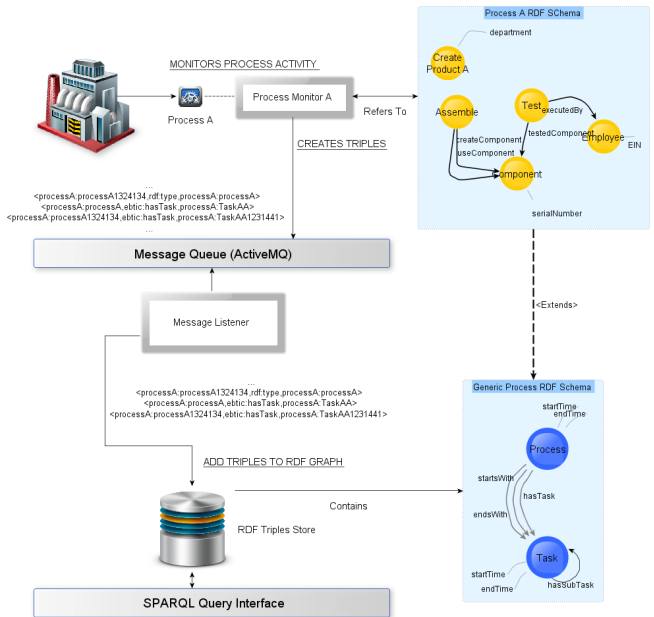 Process A RDF SChema
department
Create
Product A
MONITORS PROCESS ACTIVITY
Process Monitor A
Process A
Refers To
Assemble
Test
executedBy
createComponent
testedComponent
Employee
useComponent
EIN
Component
CREATES TRIPLES
serialNumber
...
<processA:processA1324134,rdf:type,processA:processA>
<processA:processA,ebtic:hasTask,processA:TaskAA>
<processA:processA1324134,ebtic:hasTask,processA:TaskAA1231441>
...
Message Queue (ActiveMQ)
<Extends>
Message Listener
...
<processA:processA1324134,rdf:type,processA:processA>
<processA:processA,ebtic:hasTask,processA:TaskAA>
<processA:processA1324134,ebtic:hasTask,processA:TaskAA1231441>
Generic Process RDF Schema
startTime
endTime
Process
ADD TRIPLES TO RDF GRAPH
startsWith
hasTask
endsWith
Contains
RDF Triples Store
Task
startTime
endTime
hasSubTask
SPARQL Query Interface